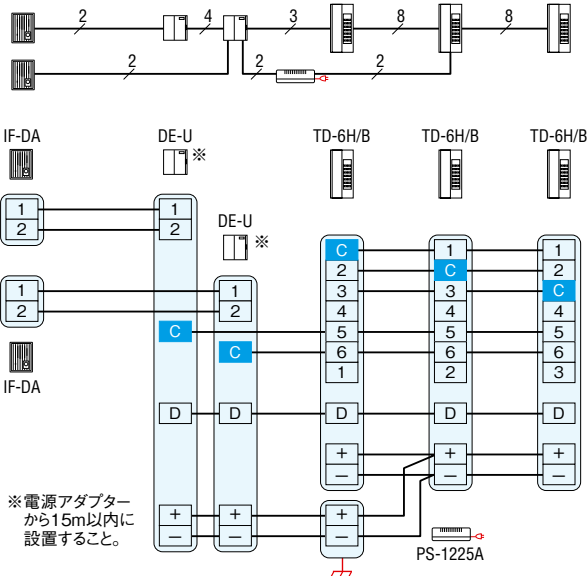 2 4 3 8 8
2 2 2
IF-DA DE-U TD-6H/B TD-6H/B TD-6H/B
※
1 1
2 2
DE-U
※
C 1 1
2 C 2
1 1 3 3 C
2 2 4 4 4
C 5 5 5
C 6 6 6
IF-DA 1 2 3
D D D D D
+ + +
− − −
※電源アダプター
から15m以内に
設置すること。
+ + +
− − −
PS-1225A